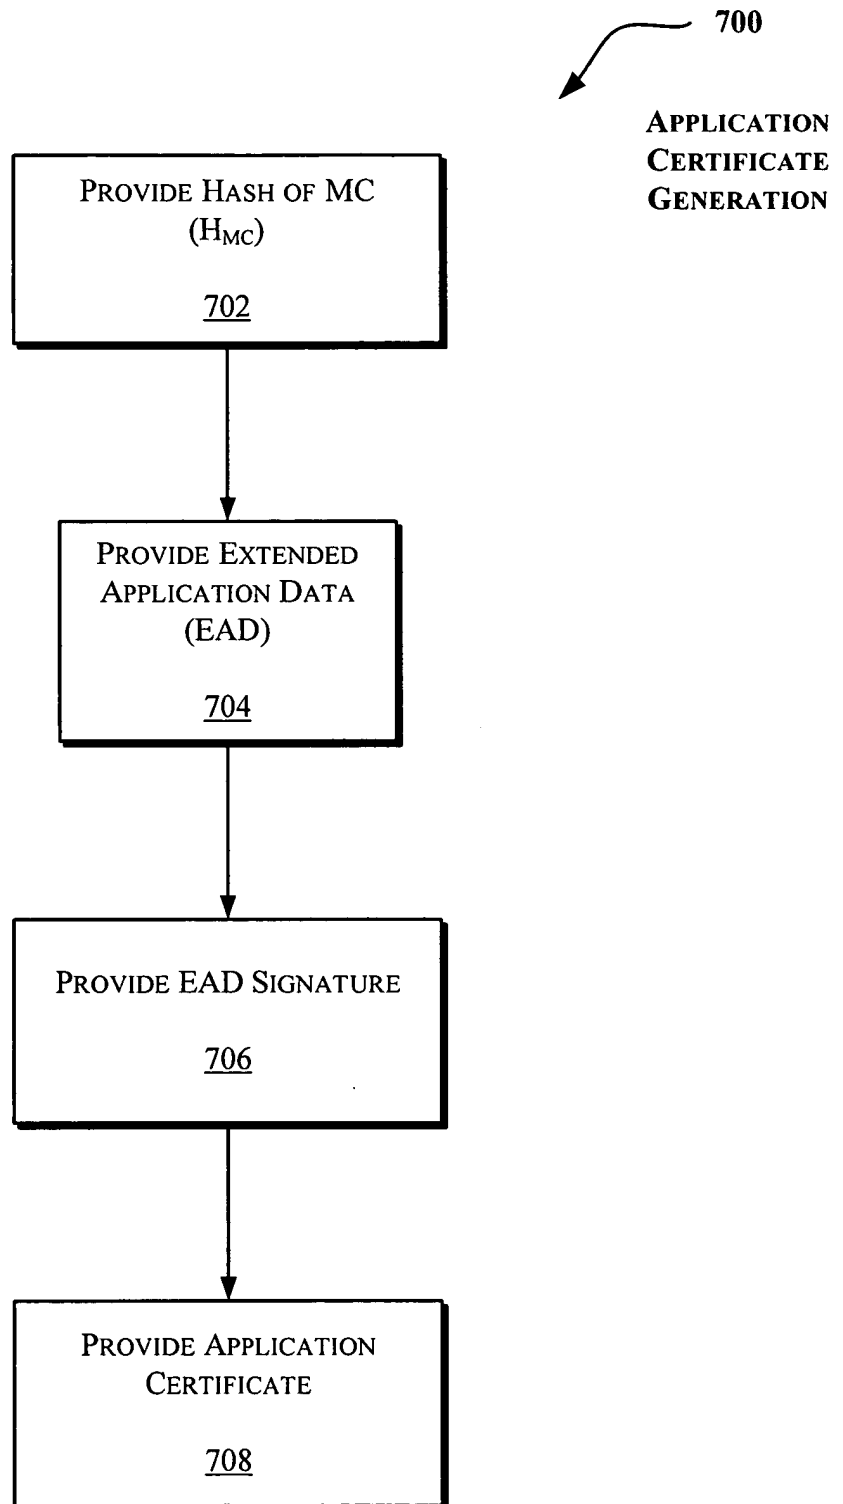 700
APPLICATION
CERTIFICATE
GENERATION
PROVIDE HASH OF MC
(HMC)
702
PROVIDE EXTENDED
APPLICATION DATA
(EAD)
704
PROVIDE EAD SIGNATURE
706
PROVIDE APPLICATION
CERTIFICATE
708